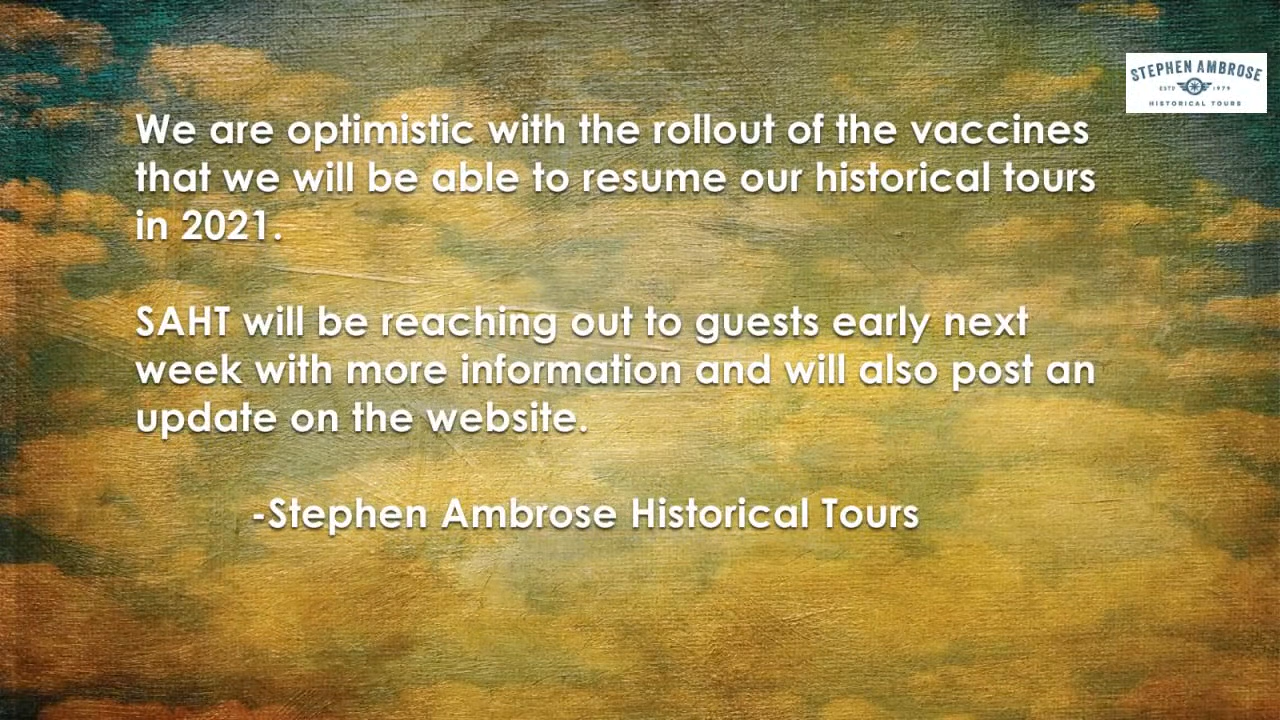 STEPHEN AMBROSE
ESTD 1979
HISTORICAL TOURS
We are optimistic with the rollout of the vaccines
that we will be able to resume our historical tours
in 2021.
SAHT will be reaching out to guests early next
week with more information and will also post an
update on the website.
-Stephen Ambrose Historical Tours